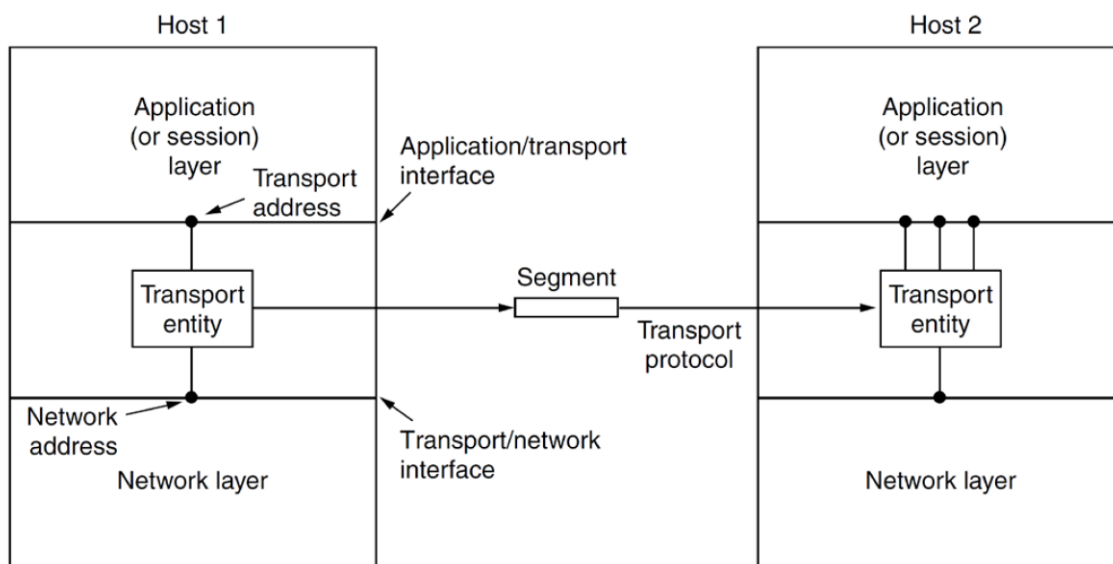 Host 1
Host 2
Application
(or session)
layer
Transport
address
Application/transport
interface
Application
(or session)
layer
Transport
entity
Segment
Transport
protocol
Transport
entity
Network
address
Transport/network
interface
Network layer
Network layer